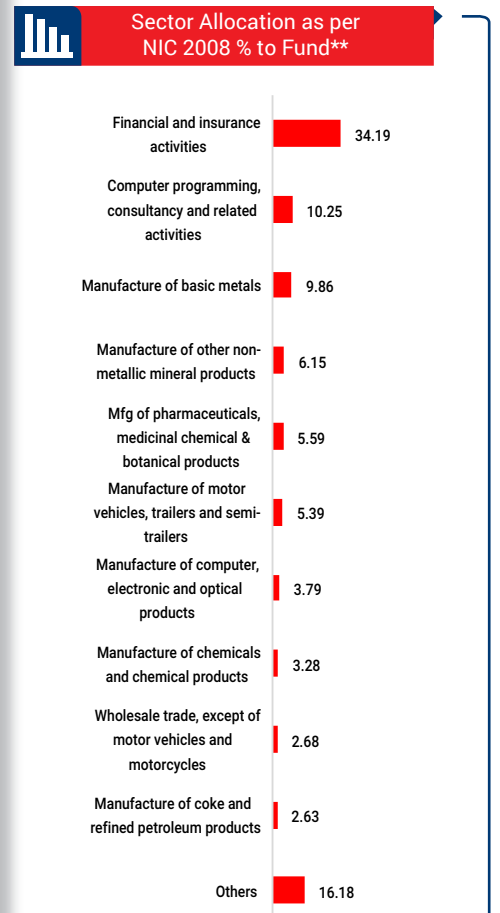 Sector Allocation as per
NIC 2008 % to Fund**
Financial and insurance
activities
34.19
Computer programming,
consultancy and related
activities
10.25
Manufacture of basic metals
9.86
Manufacture of other non-
metallic mineral products
6.15
Mfg of pharmaceuticals,
medicinal chemical &
botanical products
5.59
Manufacture of motor
vehicles, trailers and semi-
trailers
5.39
Manufacture of computer,
electronic and optical
products
3.79
Manufacture of chemicals
and chemical products
3.28
Wholesale trade, except of
motor vehicles and
motorcycles
2.68
Manufacture of coke and
refined petroleum products
2.63
Others
16.18